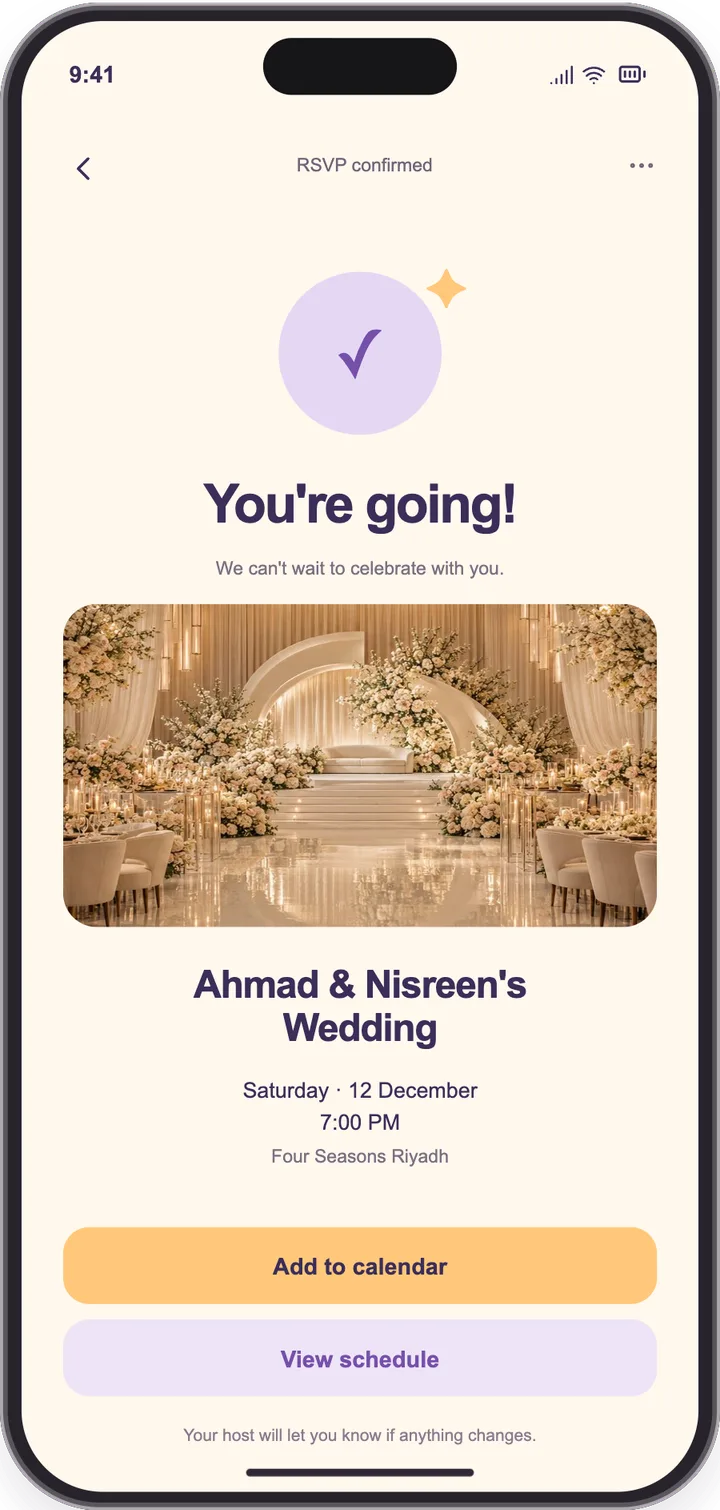 9:41
RSVP confirmed
You're going!
We can't wait to celebrate with you.
Ahmad & Nisreen's
Wedding
Saturday · 12 December
7:00 PM
Four Seasons Riyadh
Add to calendar
View schedule
Your host will let you know if anything changes.